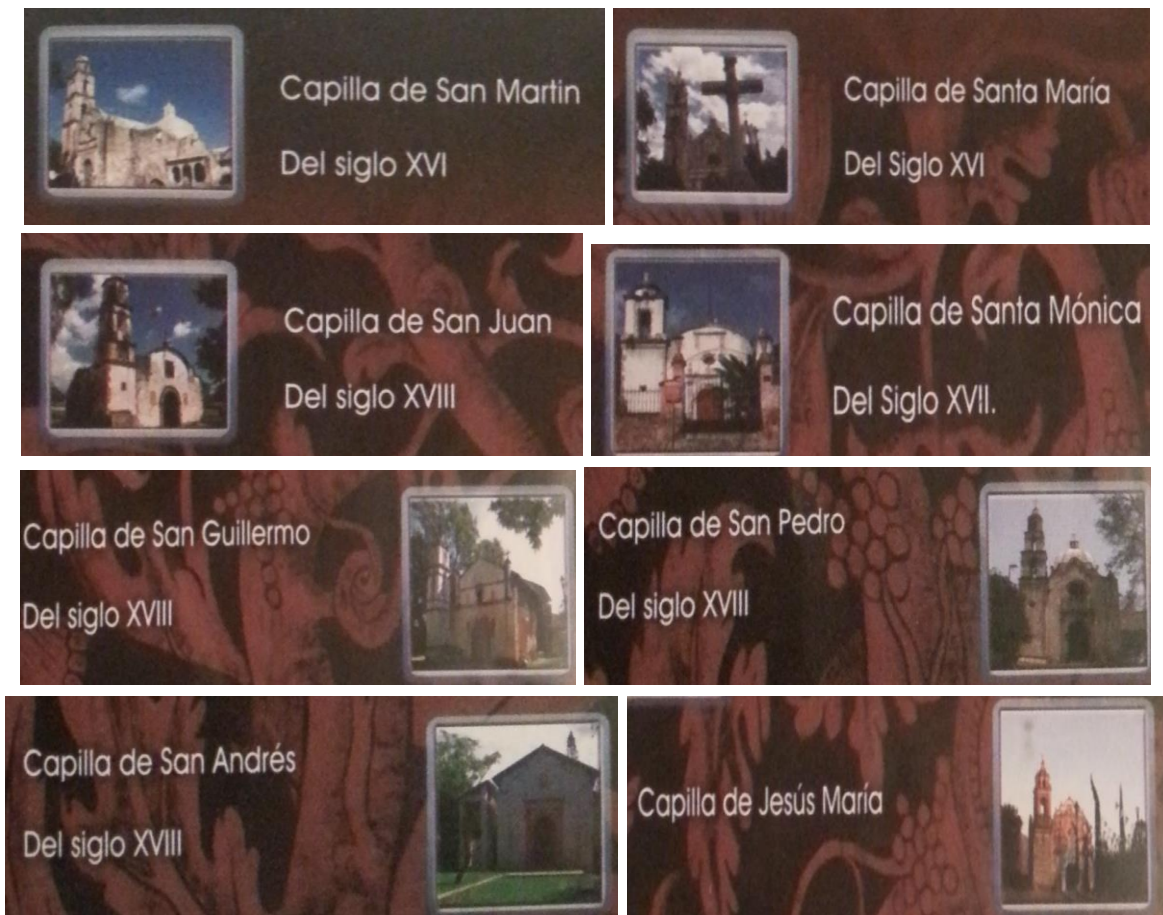 Capilla de San Martin
Del siglo XVI
Capilla de Santa María
Del Siglo XVI
Capilla de San Juan
Del siglo XVIII
Capilla de Santa Mónica
Del Siglo XVII.
Capilla de San Guillermo
Del siglo XVIII
Capilla de San Pedro
Del siglo XVIII
Capilla de San Andrés
Del siglo XVIII
Capilla de Jesús María